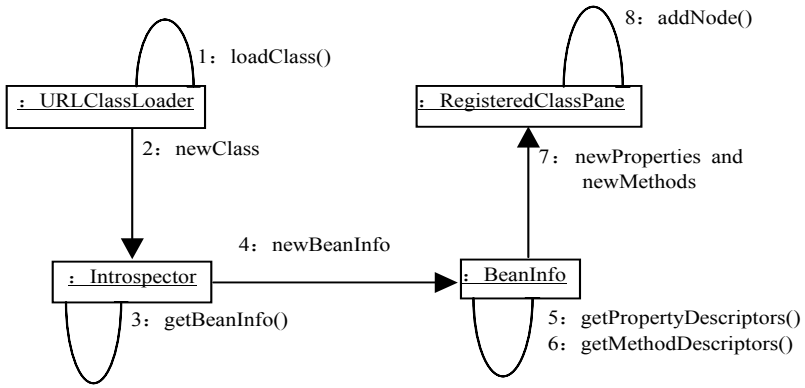 8：addNode()
1：loadClass()
：URLClassLoader
：RegisteredClassPane
2：newClass
7：newProperties and
newMethods
4：newBeanInfo
：Introspector
：BeanInfo
3：getBeanInfo()
5：getPropertyDescriptors()
6：getMethodDescriptors()